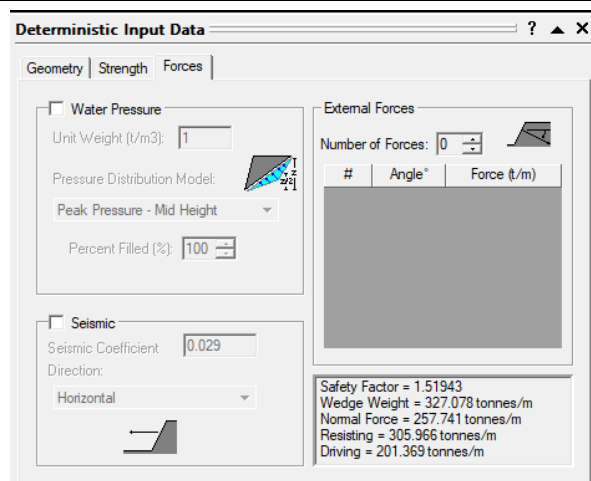 Deterministic Input Data ? ▲ ×
Geometry Strength Forces
Water Pressure
Unit Weight (t/m3): 1
Pressure Distribution Model:
z
z/2
Peak Pressure - Mid Height
Percent Filled (%): 100
Seismic
Seismic Coefficient 0.029
Direction:
Horizontal
External Forces
Number of Forces: 0
# Angle° Force (t/m)
Safety Factor = 1.51943
Wedge Weight = 327.078 tonnes/m
Normal Force = 257.741 tonnes/m
Resisting = 305.966 tonnes/m
Driving = 201.369 tonnes/m